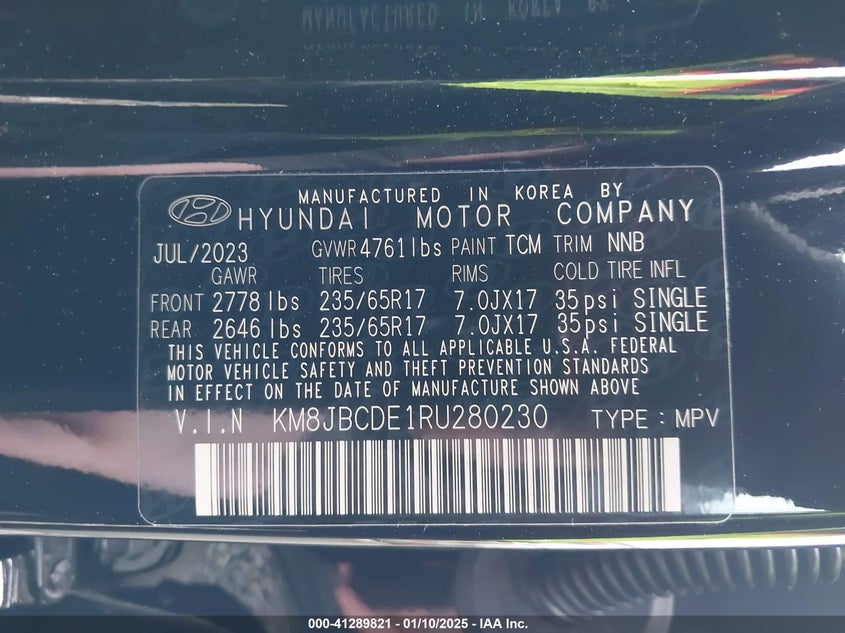 MANUFACTURED IN KOREA BY
HYUNDAI MOTOR COMPANY
JUL/2023 GVWR 4761 lbs PAINT TCM TRIM NNB
GAWR TIRES RIMS COLD TIRE INFL
FRONT 2778 lbs 235/65R17 7.0JX17 35psi SINGLE
REAR 2646 lbs 235/65R17 7.0JX17 35psi SINGLE
THIS VEHICLE CONFORMS TO ALL APPLICABLE U.S.A. FEDERAL
MOTOR VEHICLE SAFETY AND THEFT PREVENTION STANDARDS
IN EFFECT ON THE DATE OF MANUFACTURE SHOWN ABOVE
V.I.N KM8JBCDE1RU280230 TYPE : MPV
000-41289821 - 01/10/2025 - IAA Inc.